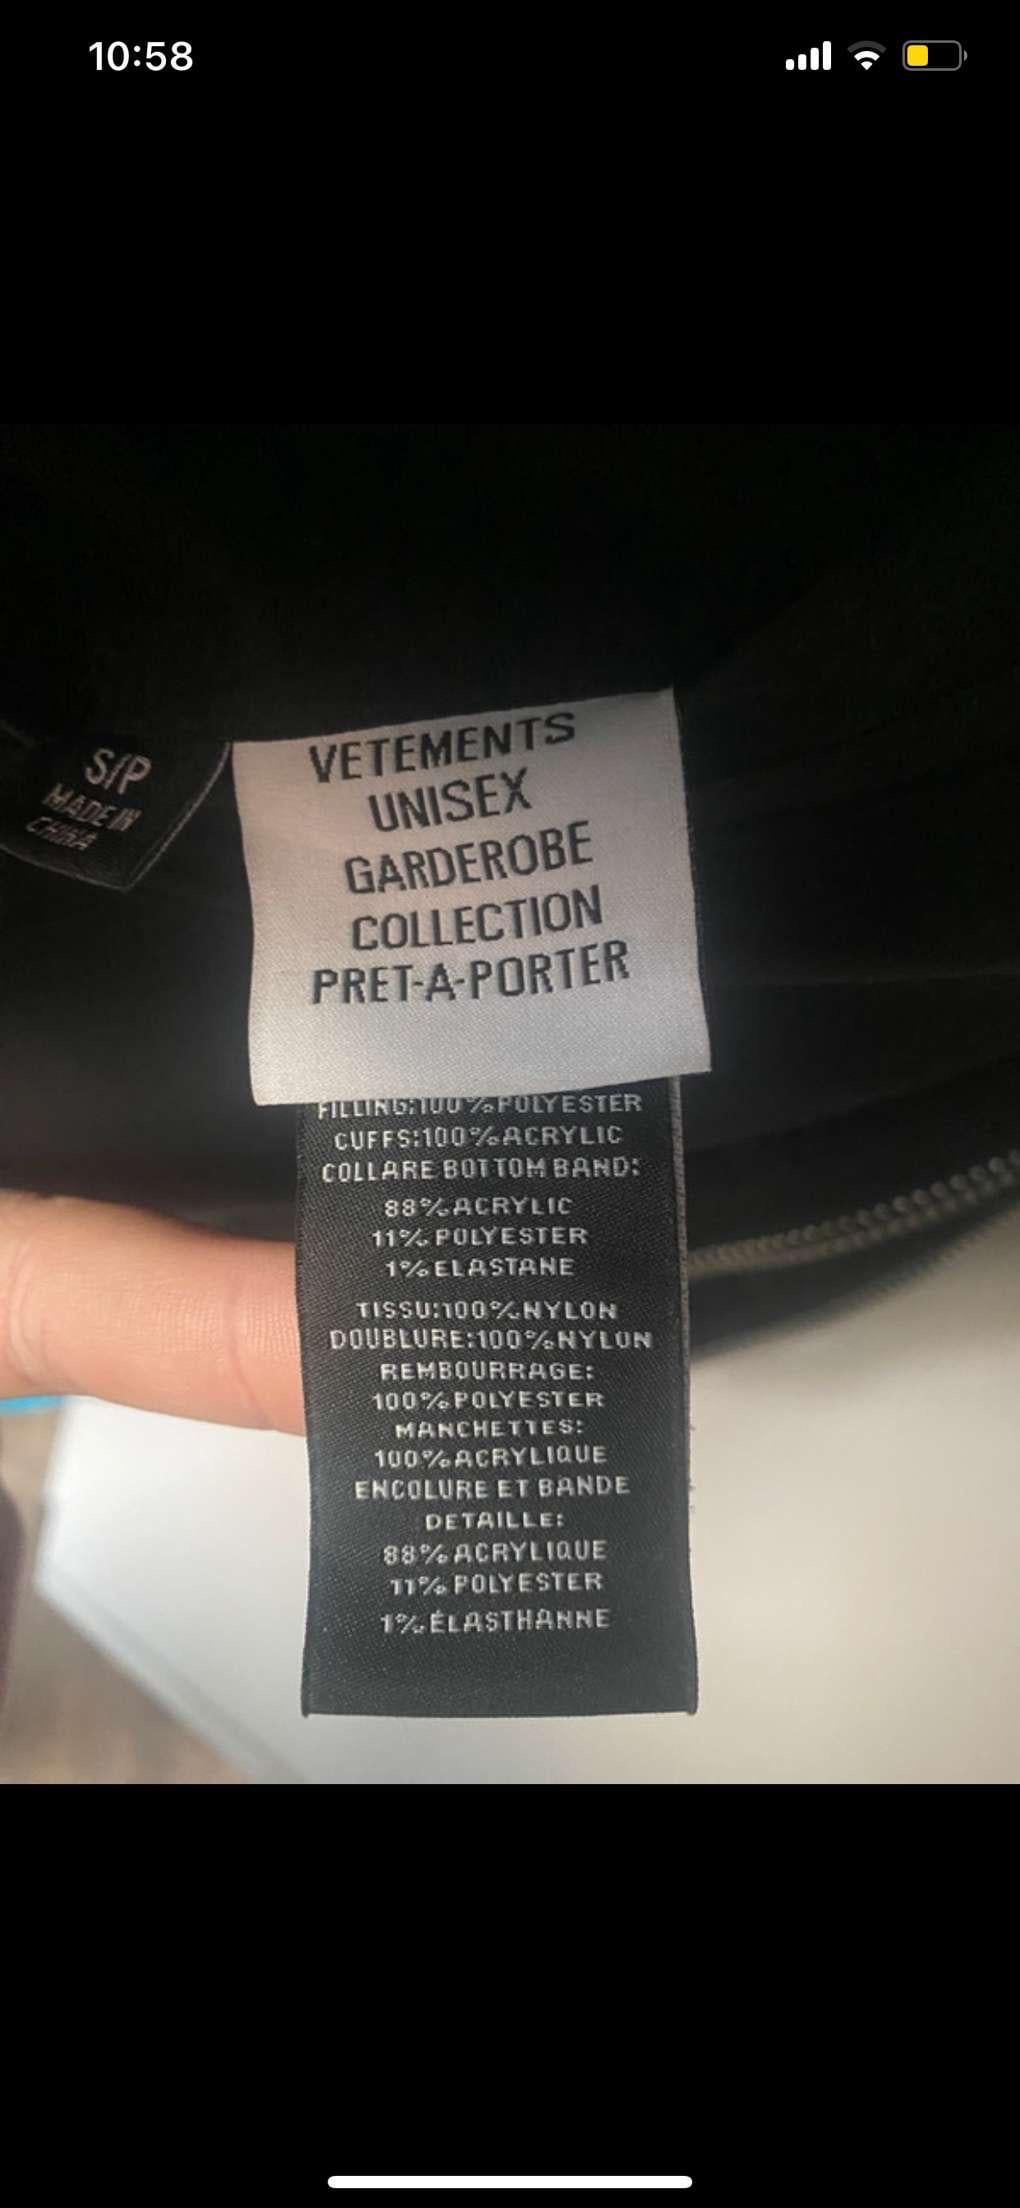 10:58
S/P
MADE IN
CHINA
VETEMENTS
UNISEX
GARDEROBE
COLLECTION
PRET-A-PORTER
FILLING:100%POLYESTER
CUFFS:100%ACRYLIC
COLLARE BOTTOM BAND:
88%ACRYLIC
11%POLYESTER
1%ELASTANE
TISSU:100%NYLON
DOUBLURE:100%NYLON
REMBOURRAGE:
100%POLYESTER
MANCHETTES:
100%ACRYLIQUE
ENCOLURE ET BANDE
DETAILLE:
88%ACRYLIQUE
11%POLYESTER
1%ÉLASTHANNE